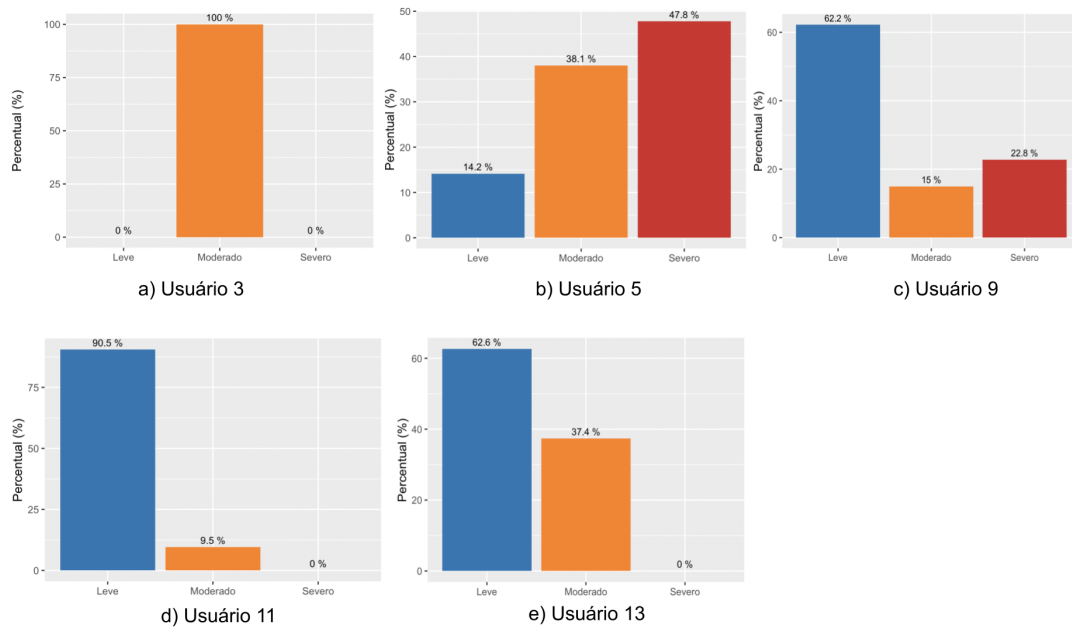 100 %
100
75
50
25
0
0 %
0 %
Percentual (%)
Leve
Moderado
Severo
a) Usuário 3
50
40
30
20
10
0
14.2 %
38.1 %
47.8 %
Percentual (%)
Leve
Moderado
Severo
b) Usuário 5
60
40
20
0
62.2 %
15 %
22.8 %
Percentual (%)
Leve
Moderado
Severo
c) Usuário 9
75
50
25
0
90.5 %
9.5 %
0 %
Percentual (%)
Leve
Moderado
Severo
d) Usuário 11
60
40
20
0
62.6 %
37.4 %
0 %
Percentual (%)
Leve
Moderado
Severo
e) Usuário 13